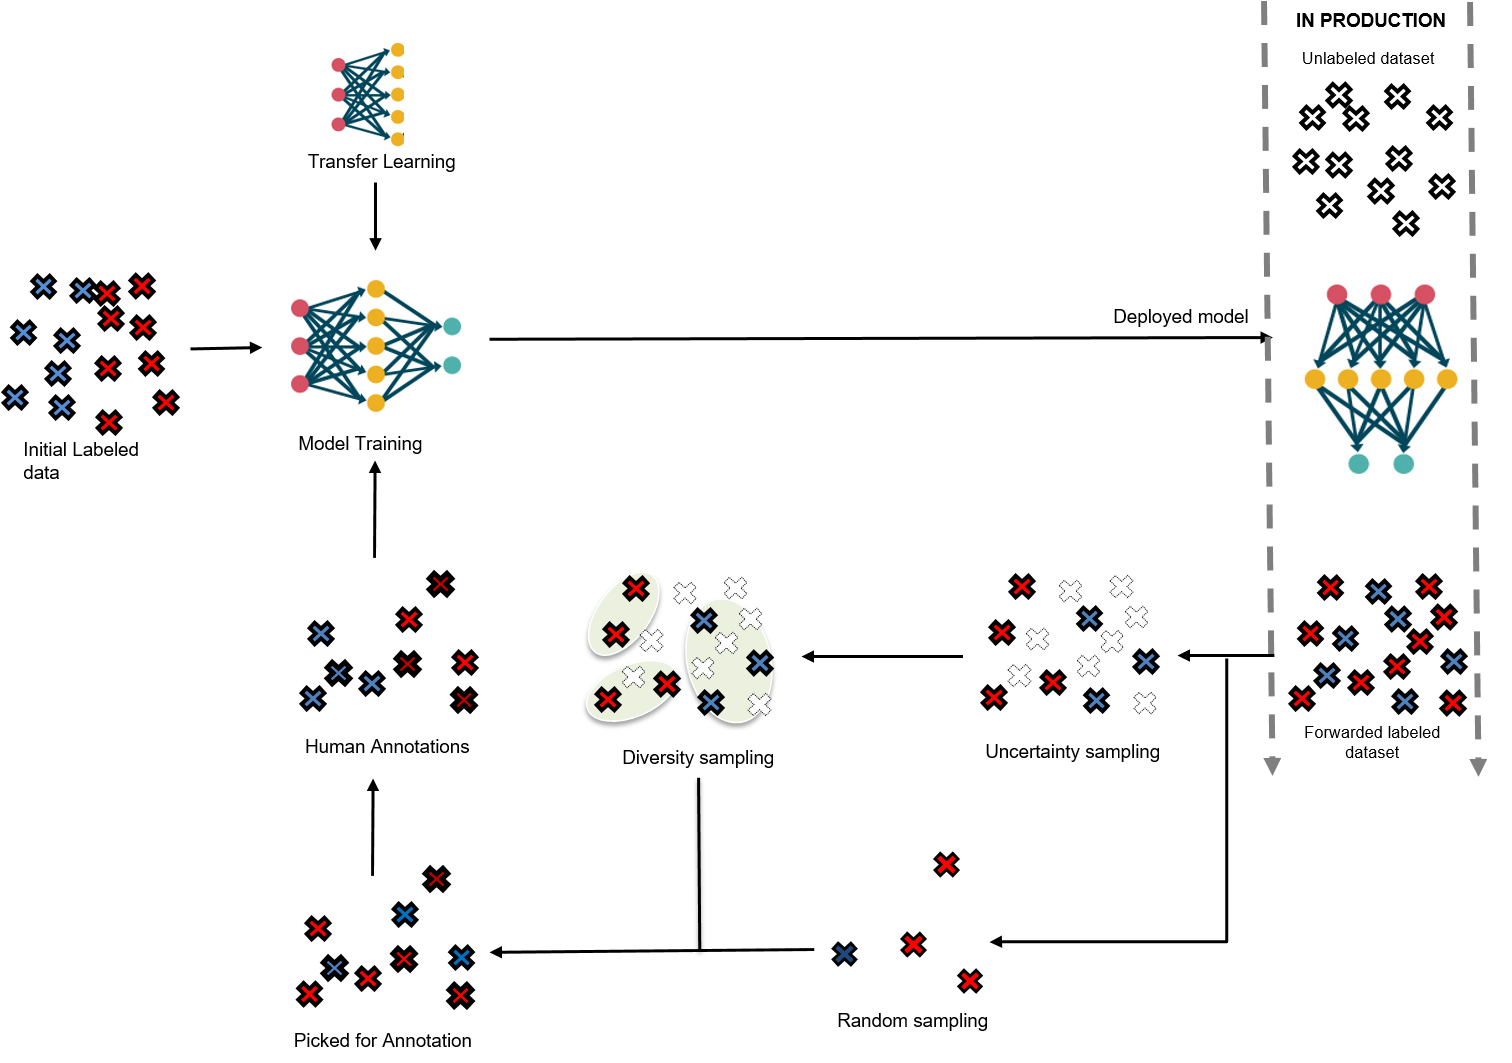 IN PRODUCTION
Unlabeled dataset
Transfer Learning
Deployed model
Initial Labeled
data
Model Training
Forwarded labeled
dataset
Human Annotations
Diversity sampling
Uncertainty sampling
Random sampling
Picked for Annotation